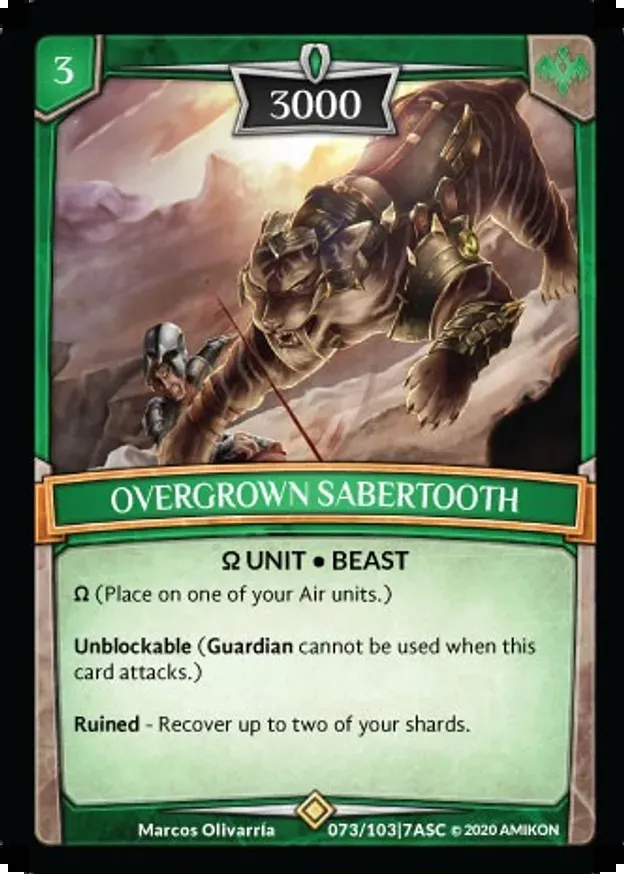 3
3000
OVERGROWN SABERTOOTH
Ω UNIT • BEAST
Ω (Place on one of your Air units.)
Unblockable (Guardian cannot be used when this
card attacks.)
Ruined - Recover up to two of your shards.
Marcos Olivarría 073/103|7ASC © 2020 AMIKON